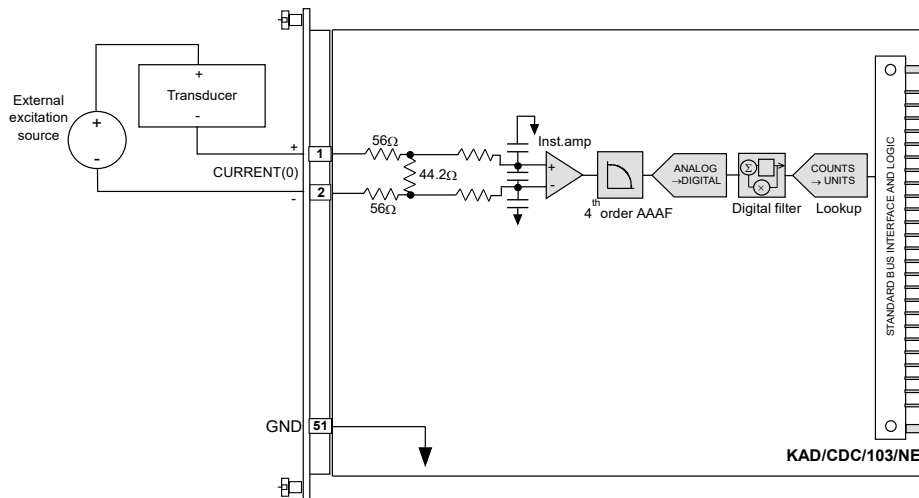 External
excitation
source
+
-
+
Transducer
-
+
CURRENT(0)
-
1
2
56Ω
44.2Ω
56Ω
Inst.amp
+
-
4th order AAAF
ANALOG
→DIGITAL
Σ
×
Digital filter
COUNTS
→ UNITS
Lookup
STANDARD BUS INTERFACE AND LOGIC
GND
51
KAD/CDC/103/NE